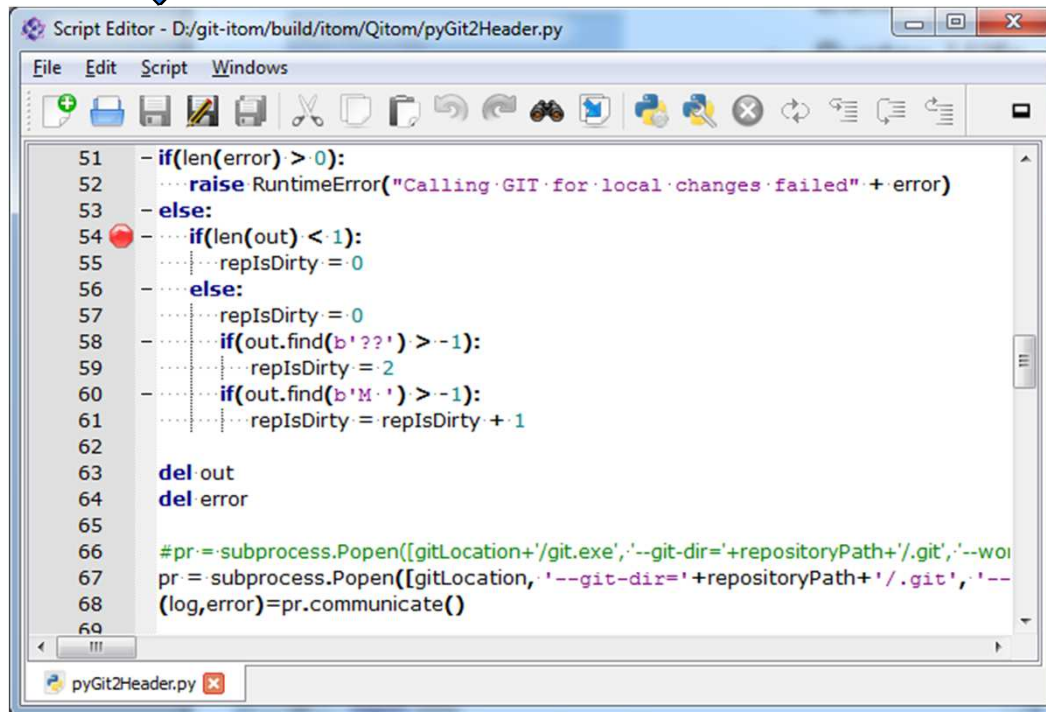 Script Editor - D:/git-itom/build/itom/Qitom/pyGit2Header.py
File Edit Script Windows
51 if(len(error) > 0):
52 raise RuntimeError("Calling GIT for local changes failed" + error)
53 else:
54 if(len(out) < 1):
55 repIsDirty = 0
56 else:
57 repIsDirty = 0
58 if(out.find(b'??') > -1):
59 repIsDirty = 2
60 if(out.find(b'M ') > -1):
61 repIsDirty = repIsDirty + 1
62
63 del out
64 del error
65
66 #pr = subprocess.Popen([gitLocation+'/git.exe', '--git-dir='+repositoryPath+'/.git', '--wor
67 pr = subprocess.Popen([gitLocation, '--git-dir='+repositoryPath+'/.git', '--
68 (log,error)=pr.communicate()
69
pyGit2Header.py